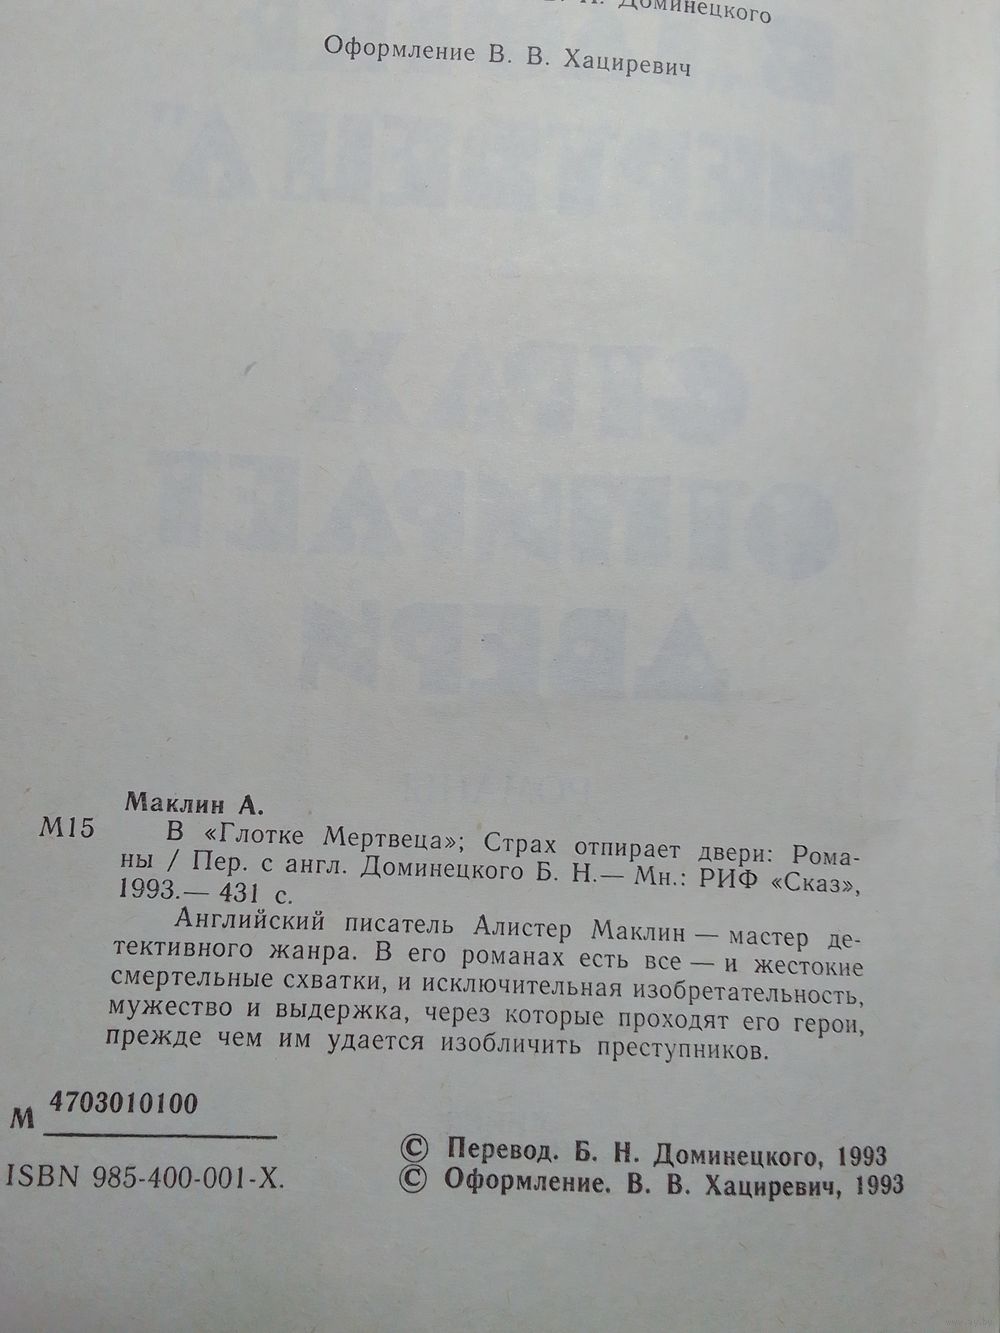 Доминецкого
Оформление В. В. Хациревич
Маклин А.
М15
В «Глотке Мертвеца»; Страх отпирает двери: Рома-
ны / Пер. с англ. Доминецкого Б. Н.— Мн.: РИФ «Сказ»,
1993.— 431 с.
Английский писатель Алистер Маклин — мастер де-
тективного жанра. В его романах есть все — и жестокие
смертельные схватки, и исключительная изобретательность,
мужество и выдержка, через которые проходят его герои,
прежде чем им удается изобличить преступников.
М 4703010100
ISBN 985-400-001-X.
© Перевод. Б. Н. Доминецкого, 1993
© Оформление. В. В. Хациревич, 1993